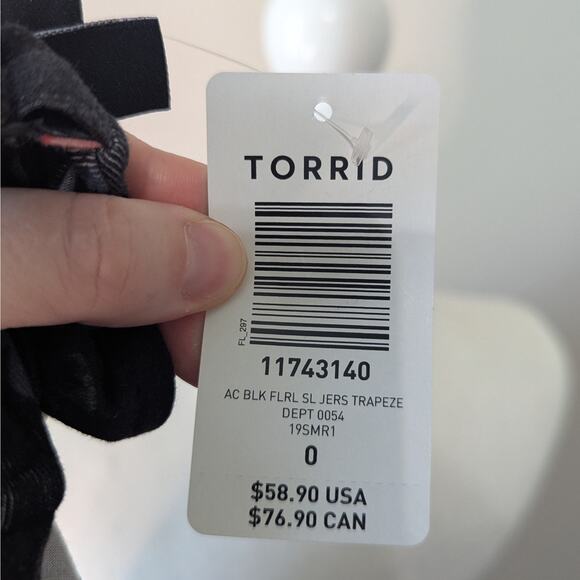 TORRID
FL_297
11743140
AC BLK FLRL SL JERS TRAPEZE
DEPT 0054
19SMR1
0
$58.90 USA
$76.90 CAN